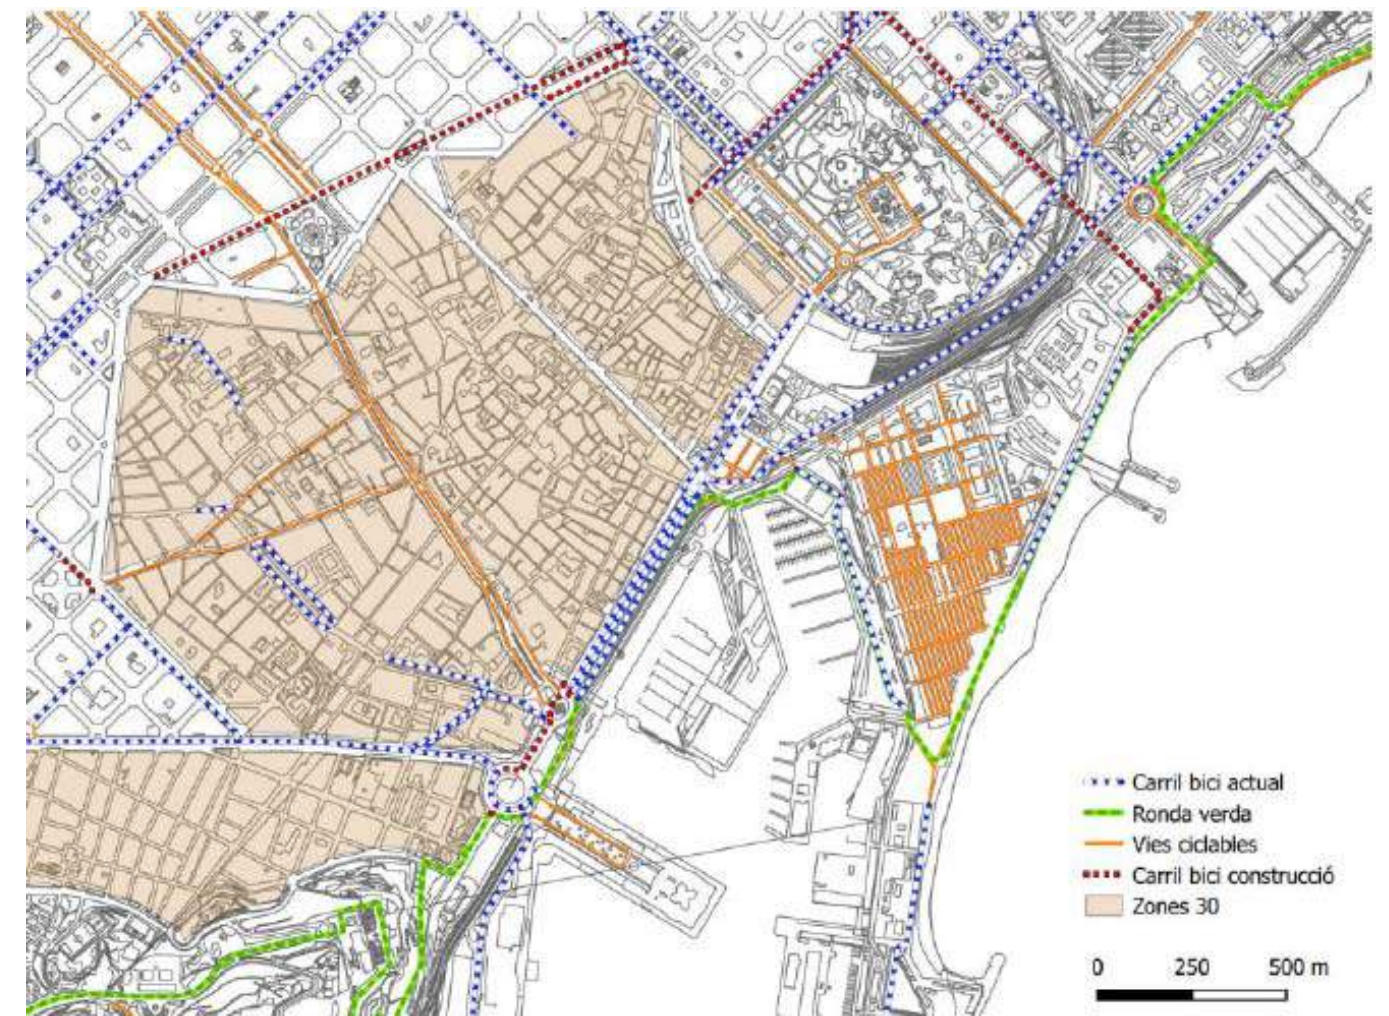 Carril bici actual
Ronda verda
Vies ciclables
Carril bici construcció
Zones 30
0 250 500 m